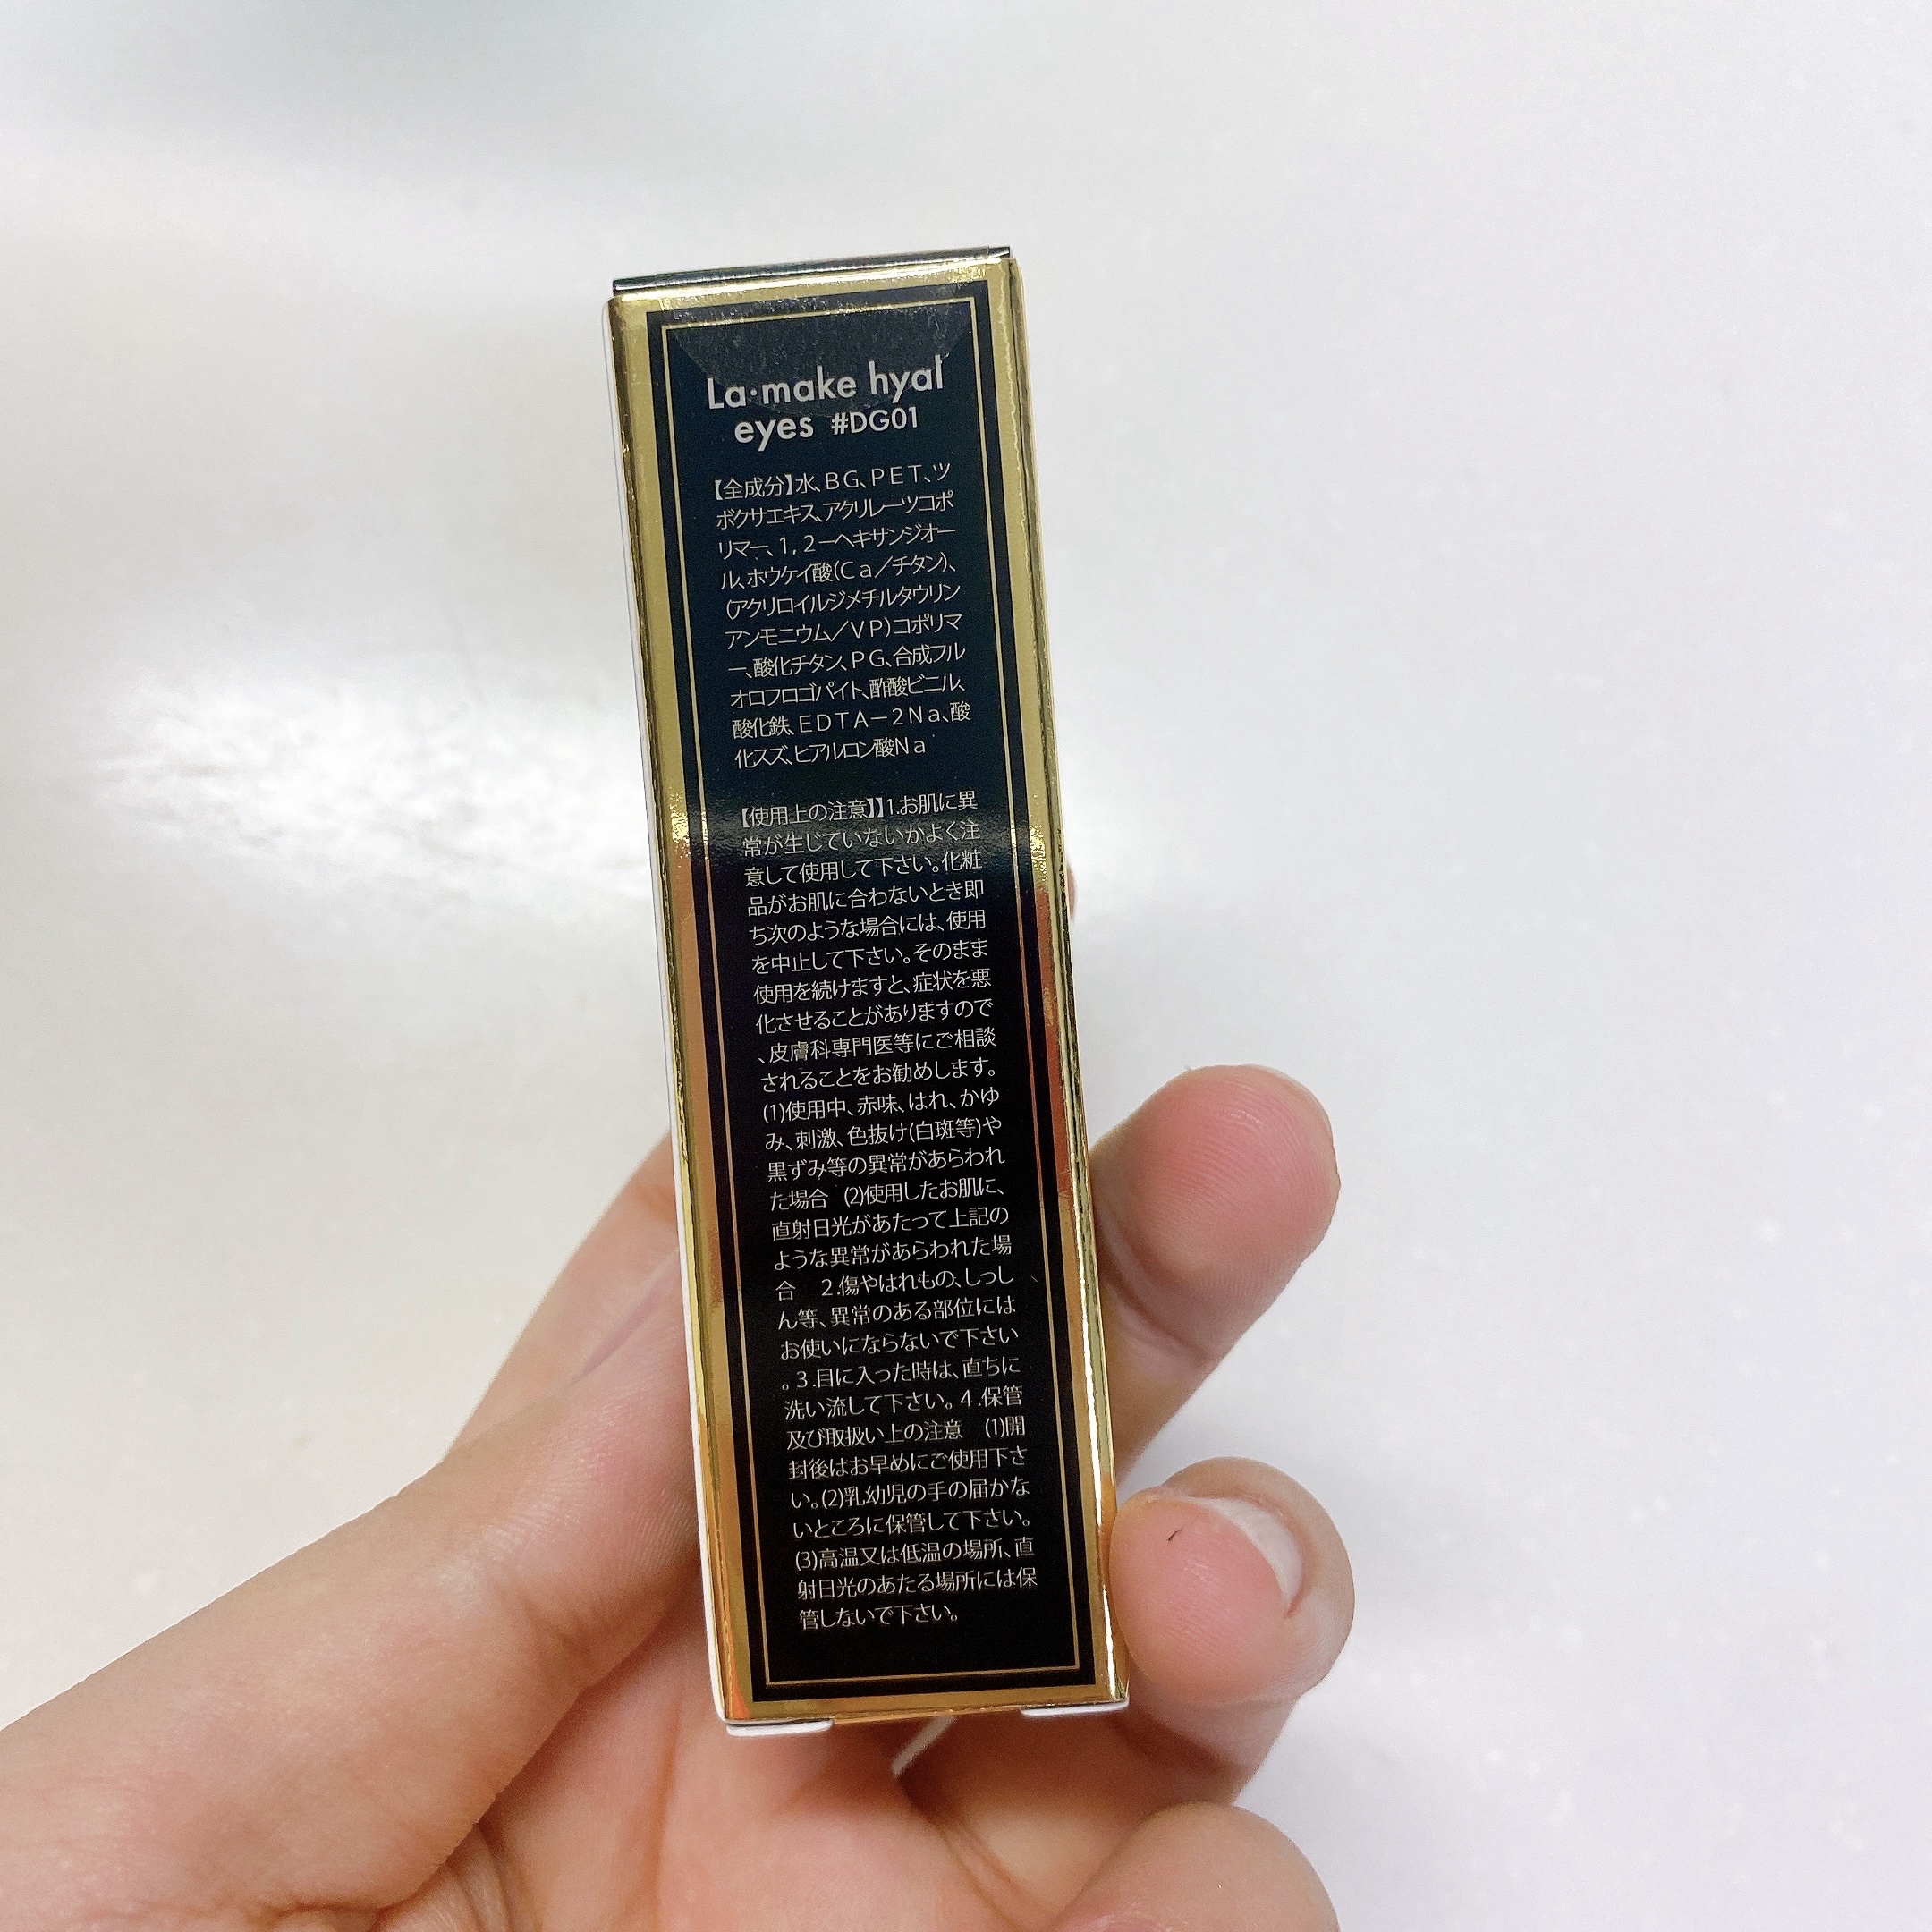 La·make hyal
eyes #DG01
【全成分】水、BG、PET、ツ
ボクサエキス、アクリレーツコポ
リマー、1,2-ヘキサンジオー
ル、ホウケイ酸(Ca/チタン)、
(アクリロイルジメチルタウリン
アンモニウム/VP)コポリマ
ー、酸化チタン、PG、合成フル
オロフロゴパイト、酢酸ビニル、
酸化鉄、EDTA-2Na、酸
化スズ、ヒアルロン酸Na
【使用上の注意】】1.お肌に異
常が生じていないかよく注
意して使用して下さい。化粧
品がお肌に合わないとき即
ち次のような場合には、使用
を中止して下さい。そのまま
使用を続けますと、症状を悪
化させることがありますので
、皮膚科専門医等にご相談
されることをお勧めします。
(1)使用中、赤味、はれ、かゆ
み、刺激、色抜け(白斑等)や
黒ずみ等の異常があらわれ
た場合 (2)使用したお肌に、
直射日光があたって上記の
ような異常があらわれた場
合 2.傷やはれもの、しっし
ん等、異常のある部位には
お使いにならないで下さい
。3.目に入った時は、直ちに
洗い流して下さい。4.保管
及び取扱い上の注意 (1)開
封後はお早めにご使用下さ
い。(2)乳幼児の手の届かな
いところに保管して下さい。
(3)高温又は低温の場所、直
射日光のあたる場所には保
管しないで下さい。